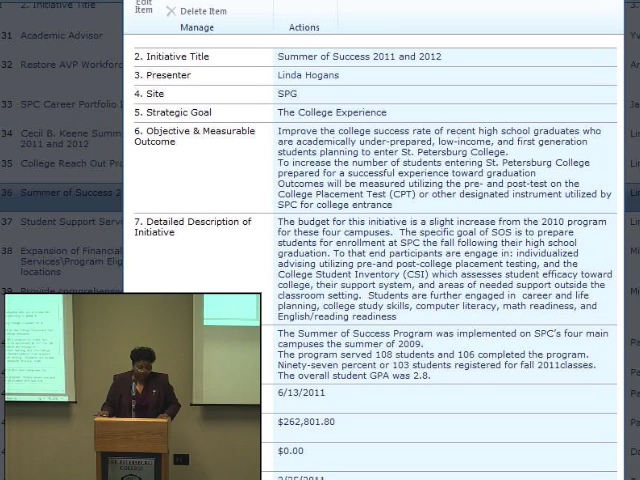 2. Initiative Title
Edit
Item
Delete Item
Manage
Actions
31
Academic Advisor
32
Restore AVP Workforc
33
SPC Career Portfolio I
34
Cecil B. Keene Summ
2011 and 2012
35
College Reach Out Pro
36
Summer of Success 2
37
Student Support Servi
38
Expansion of Financial
Services\Program Elig
locations
39
Provide comprehensive
2. Initiative Title
Summer of Success 2011 and 2012
3. Presenter
Linda Hogans
4. Site
SPG
5. Strategic Goal
The College Experience
6. Objective & Measurable
Outcome
Improve the college success rate of recent high school graduates who
are academically under-prepared, low-income, and first generation
students planning to enter St. Petersburg College.
To increase the number of students entering St. Petersburg College
prepared for a successful experience toward graduation
Outcomes will be measured utilizing the pre- and post-test on the
College Placement Test (CPT) or other designated instrument utilized by
SPC for college entrance
7. Detailed Description of
Initiative
The budget for this initiative is a slight increase from the 2010 program
for these four campuses. The specific goal of SOS is to prepare
students for enrollment at SPC the fall following their high school
graduation. To that end participants are engage in: individualized
advising utilizing pre-and post-college placement testing, and the
College Student Inventory (CSI) which assesses student efficacy toward
college, their support system, and areas of needed support outside the
classroom setting. Students are further engaged in career and life
planning, college study skills, computer literacy, math readiness, and
English/reading readiness
The Summer of Success Program was implemented on SPC's four main
campuses the summer of 2009.
The program served 108 students and 106 completed the program.
Ninety-seven percent or 103 students registered for fall 2011classes.
The overall student GPA was 2.8.
6/13/2011
$262,801.80
$0.00
ST. PETERSBURG
COLLEGE